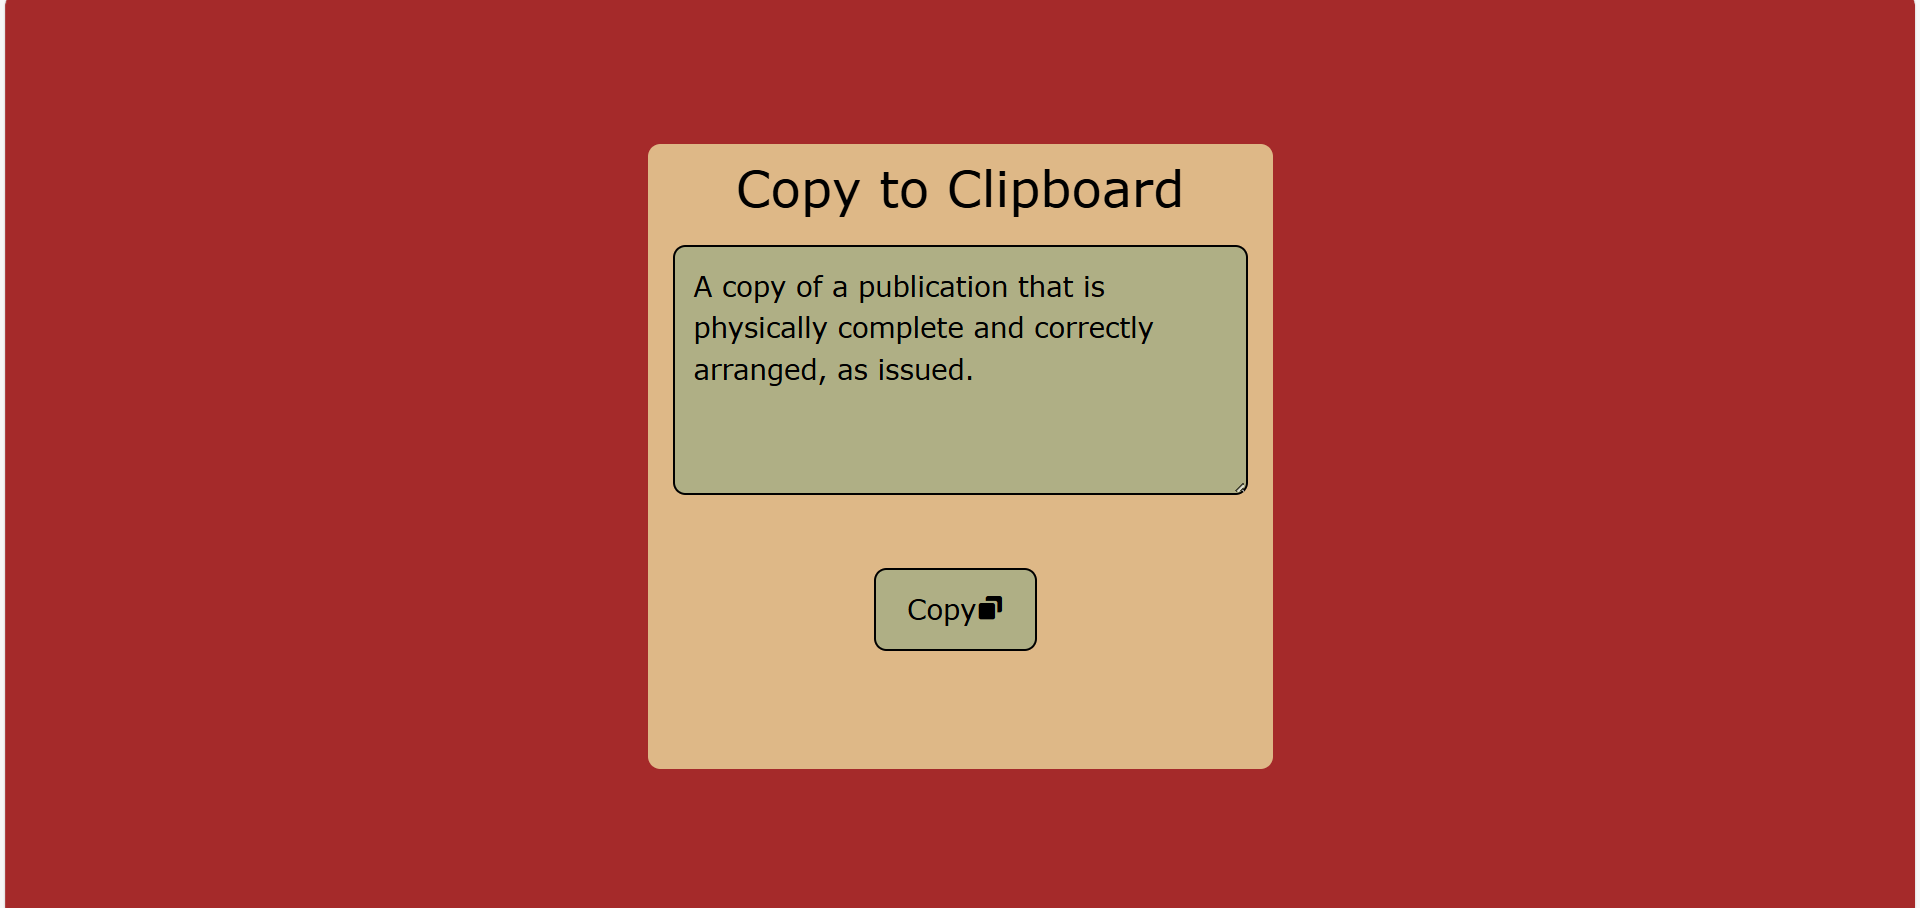 Copy to Clipboard
A copy of a publication that is
physically complete and correctly
arranged, as issued.
Copy